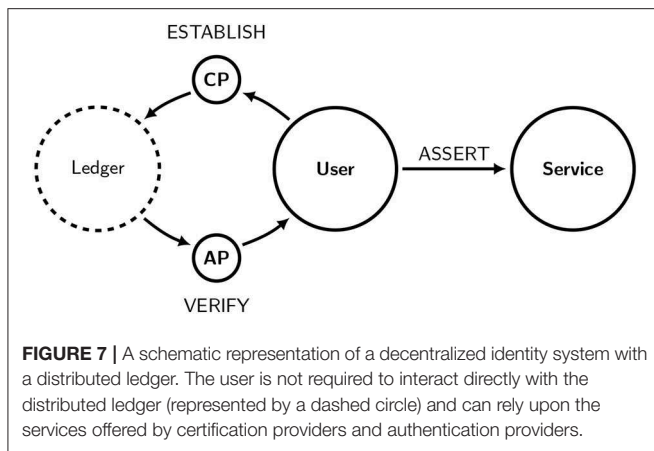 ESTABLISH
CP
Ledger
User
ASSERT
Service
AP
VERIFY
FIGURE 7 | A schematic representation of a decentralized identity system with
a distributed ledger. The user is not required to interact directly with the
distributed ledger (represented by a dashed circle) and can rely upon the
services offered by certification providers and authentication providers.